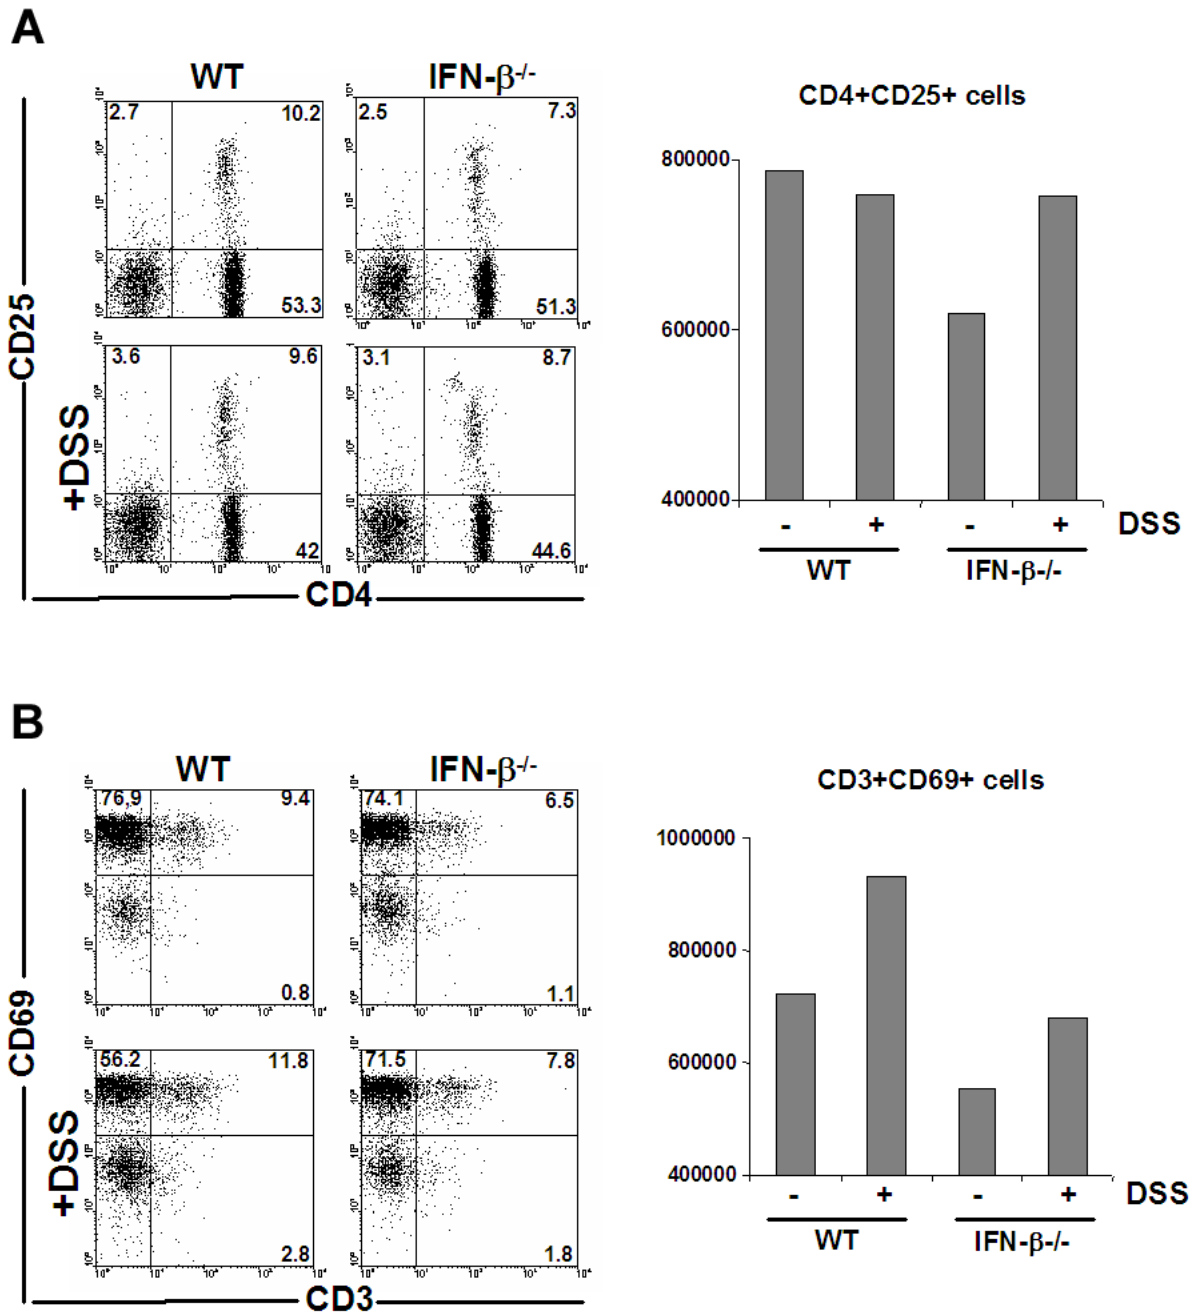 A
WT
IFN-β-/-
CD4+CD25+ cells
2.7 10.2
2.5 7.3
53.3
51.3
CD25
+DSS
3.6 9.6
3.1 8.7
42
44.6
CD4
800000
600000
400000
- + - + DSS
WT IFN-β-/-
B
WT
IFN-β-/-
CD3+CD69+ cells
76,9 9.4
74.1 6.5
0.8
1.1
CD69
+DSS
56.2 11.8
71.5 7.8
2.8
1.8
CD3
1000000
800000
600000
400000
- + - + DSS
WT IFN-β-/-